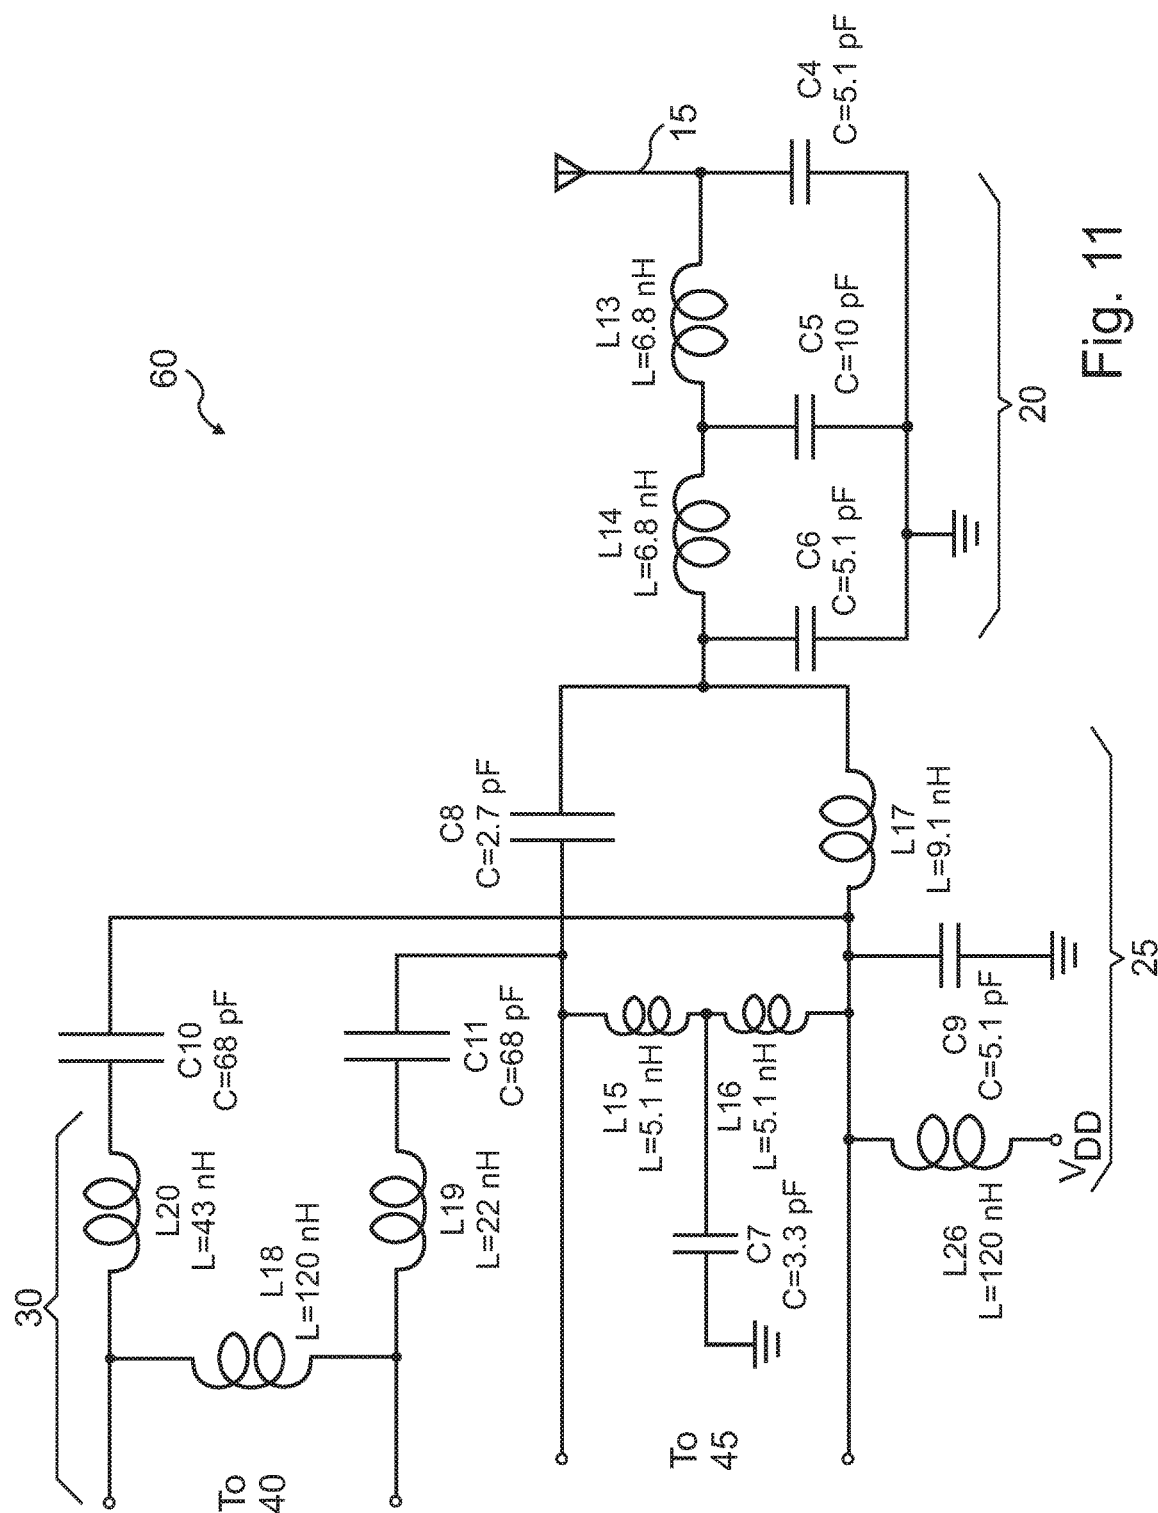 60
30
L20
L=43 nH
C10
C=68 pF
L18
L=120 nH
To
40
L19
L=22 nH
C11
C=68 pF
C8
C=2.7 pF
15
L14
L=6.8 nH
L13
L=6.8 nH
C6
C=5.1 pF
C5
C=10 pF
C4
C=5.1 pF
20
To
45
L15
L=5.1 nH
L16
L=5.1 nH
C7
C=3.3 pF
L17
L=9.1 nH
L26
L=120 nH
C9
C=5.1 pF
VDD
25
Fig. 11